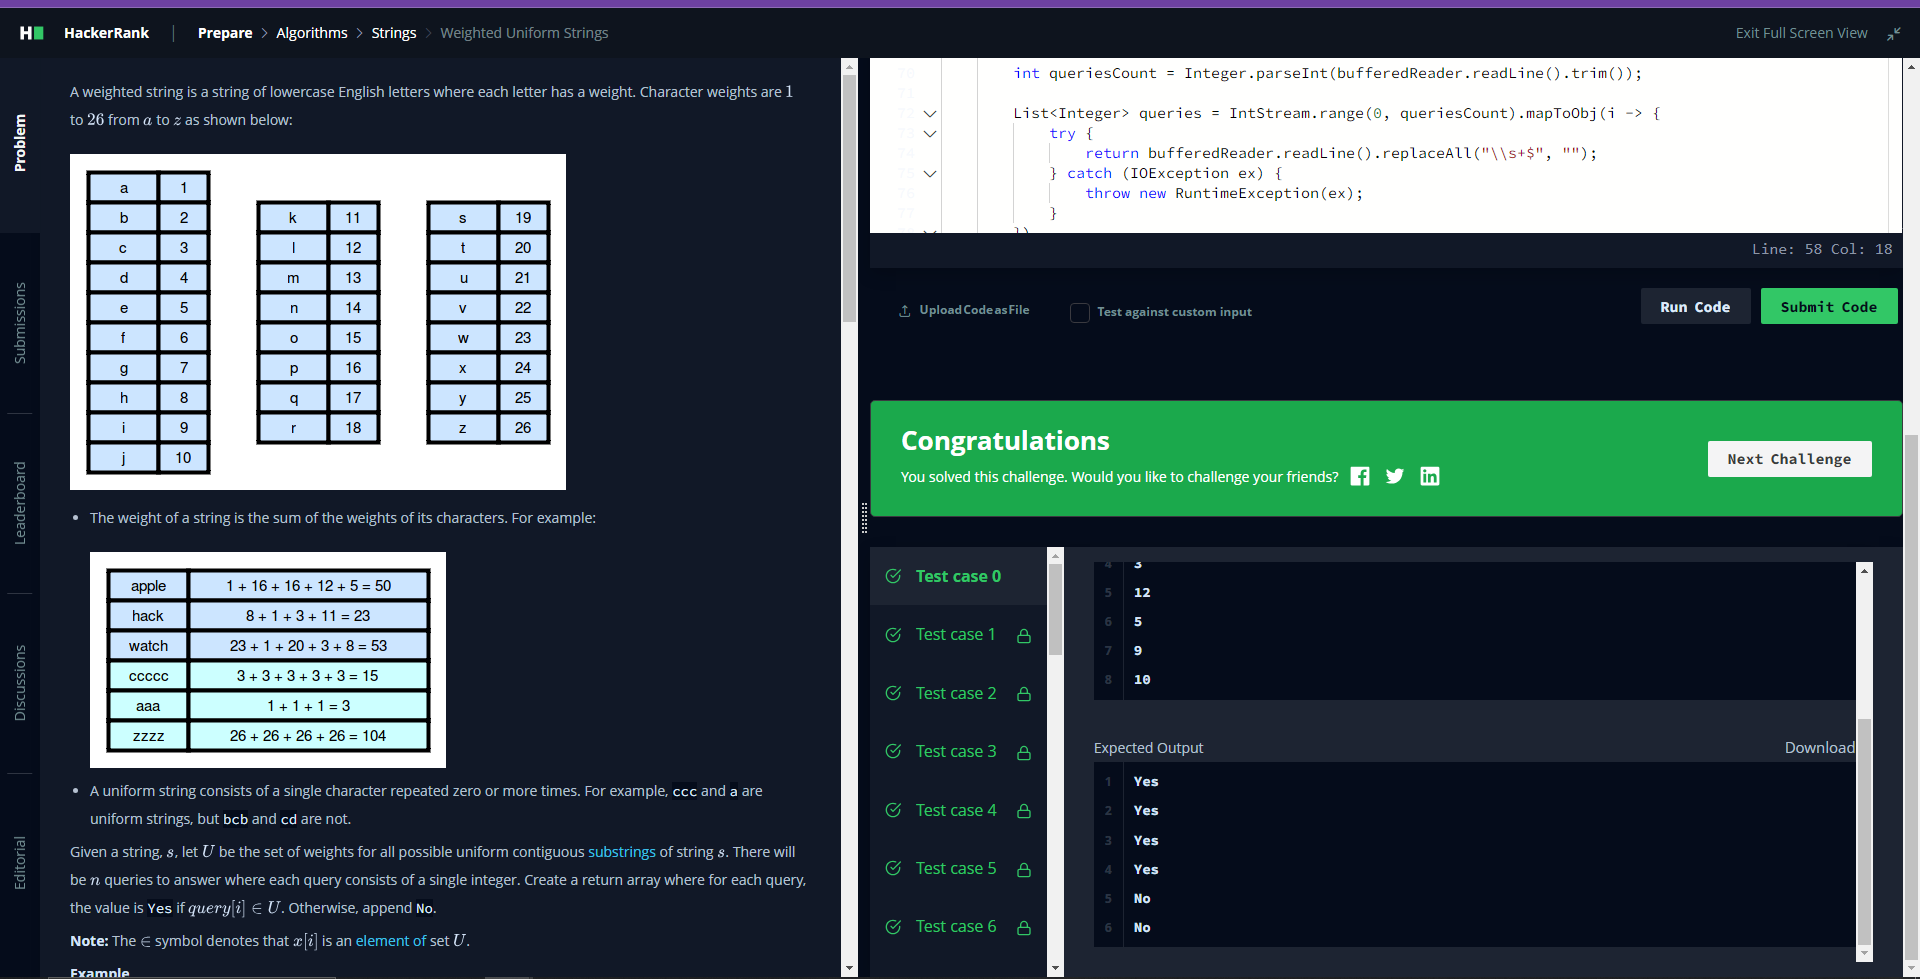 HackerRank | Prepare > Algorithms > Strings > Weighted Uniform Strings
Exit Full Screen View
Problem
Submissions
Leaderboard
Discussions
Editorial
A weighted string is a string of lowercase English letters where each letter has a weight. Character weights are 1
to 26 from a to z as shown below:
a 1
b 2
c 3
d 4
e 5
f 6
g 7
h 8
i 9
j 10
k 11
l 12
m 13
n 14
o 15
p 16
q 17
r 18
s 19
t 20
u 21
v 22
w 23
x 24
y 25
z 26
• The weight of a string is the sum of the weights of its characters. For example:
apple 1 + 16 + 16 + 12 + 5 = 50
hack 8 + 1 + 3 + 11 = 23
watch 23 + 1 + 20 + 3 + 8 = 53
ccccc 3 + 3 + 3 + 3 + 3 = 15
aaa 1 + 1 + 1 = 3
zzzz 26 + 26 + 26 + 26 = 104
• A uniform string consists of a single character repeated zero or more times. For example, ccc and a are
uniform strings, but bcb and cd are not.
Given a string, s, let U be the set of weights for all possible uniform contiguous substrings of string s. There will
be n queries to answer where each query consists of a single integer. Create a return array where for each query,
the value is Yes if query[i] ∈ U. Otherwise, append No.
Note: The ∈ symbol denotes that x[i] is an element of set U.
Example
70 int queriesCount = Integer.parseInt(bufferedReader.readLine().trim());
71
72 List<Integer> queries = IntStream.range(0, queriesCount).mapToObj(i -> {
73 try {
74 return bufferedReader.readLine().replaceAll("\\s+$", "");
75 } catch (IOException ex) {
76 throw new RuntimeException(ex);
77 }
})
Line: 58 Col: 18
Upload Code as File
Test against custom input
Run Code
Submit Code
Congratulations
You solved this challenge. Would you like to challenge your friends?
Next Challenge
Test case 0
Test case 1
Test case 2
Test case 3
Test case 4
Test case 5
Test case 6
4 3
5 12
6 5
7 9
8 10
Expected Output
Download
1 Yes
2 Yes
3 Yes
4 Yes
5 No
6 No